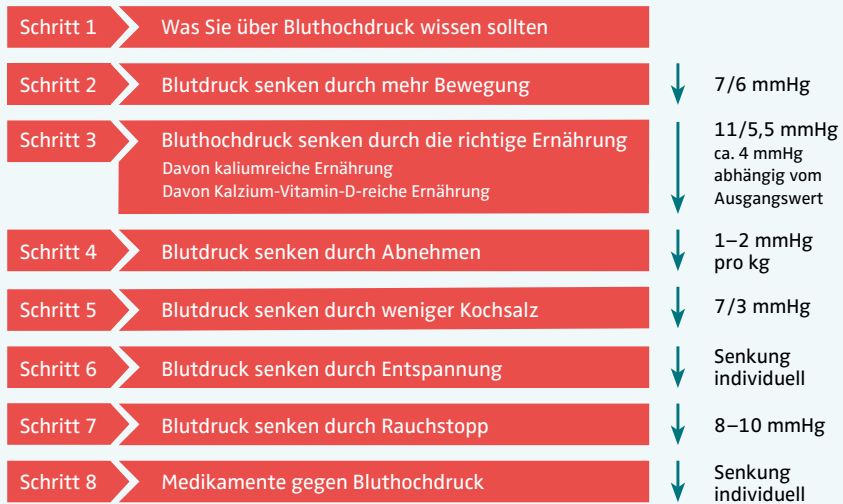 Schritt 1 Was Sie über Bluthochdruck wissen sollten
Schritt 2 Blutdruck senken durch mehr Bewegung 7/6 mmHg
Schritt 3 Bluthochdruck senken durch die richtige Ernährung 11/5,5 mmHg
Davon kaliumreiche Ernährung ca. 4 mmHg
Davon Kalzium-Vitamin-D-reiche Ernährung abhängig vom
Ausgangswert
Schritt 4 Blutdruck senken durch Abnehmen 1–2 mmHg
pro kg
Schritt 5 Blutdruck senken durch weniger Kochsalz 7/3 mmHg
Schritt 6 Blutdruck senken durch Entspannung Senkung
individuell
Schritt 7 Blutdruck senken durch Rauchstopp 8–10 mmHg
Schritt 8 Medikamente gegen Bluthochdruck Senkung
individuell